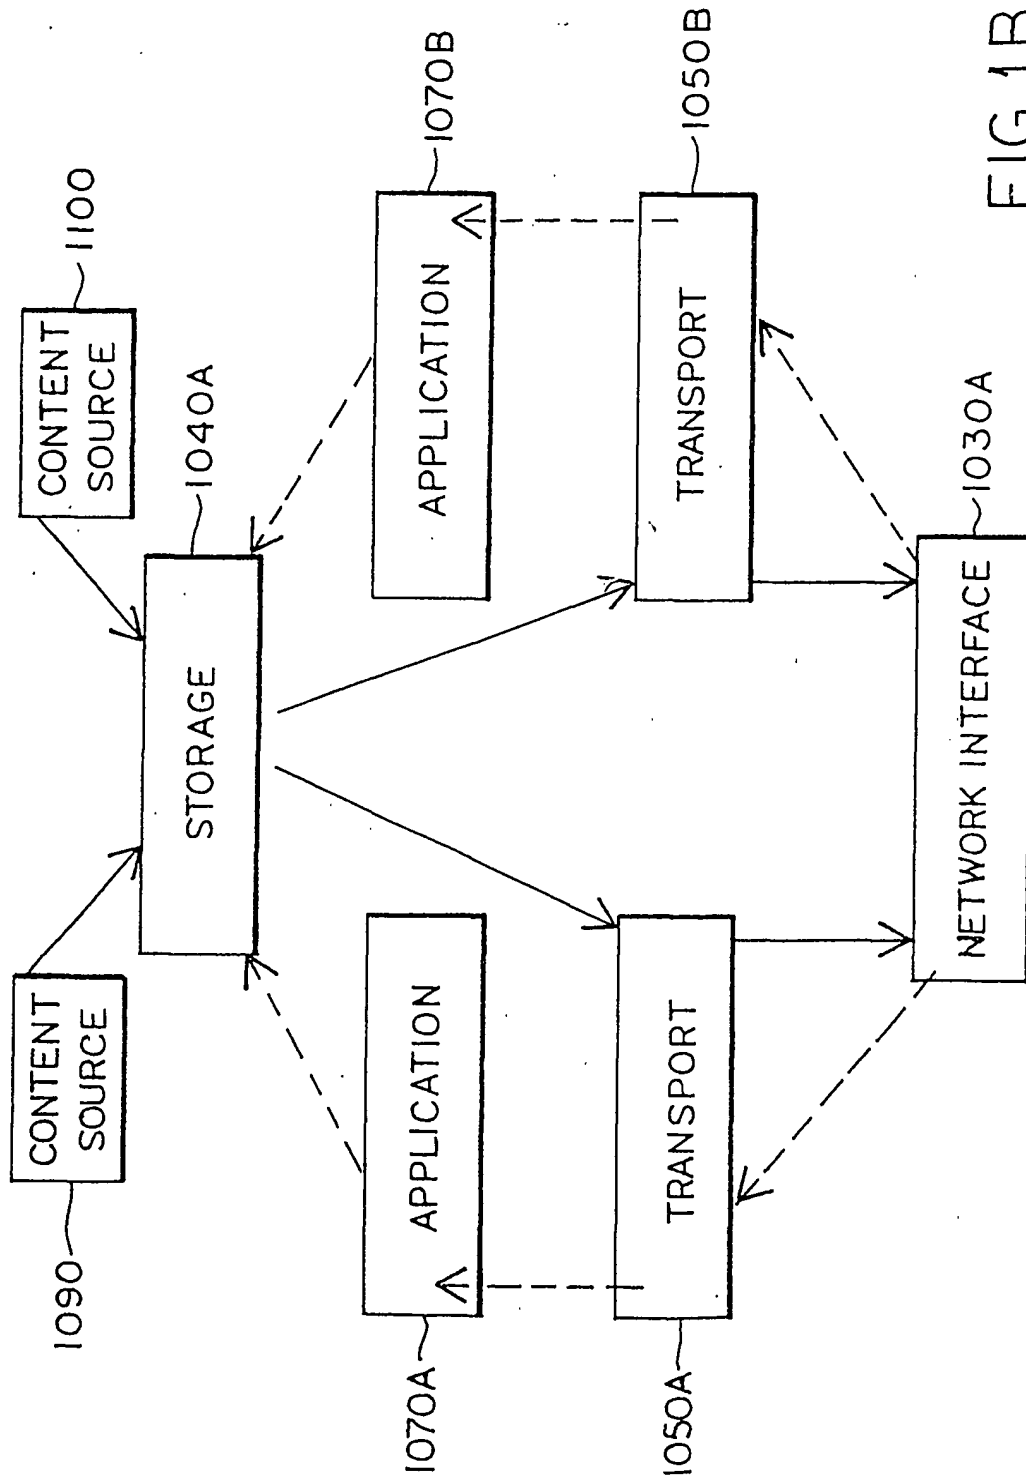 1090
CONTENT
SOURCE
CONTENT
SOURCE
1100
STORAGE
1040A
1070A
APPLICATION
APPLICATION
1070B
1050A
TRANSPORT
TRANSPORT
1050B
NETWORK INTERFACE
1030A
FIG. 1B